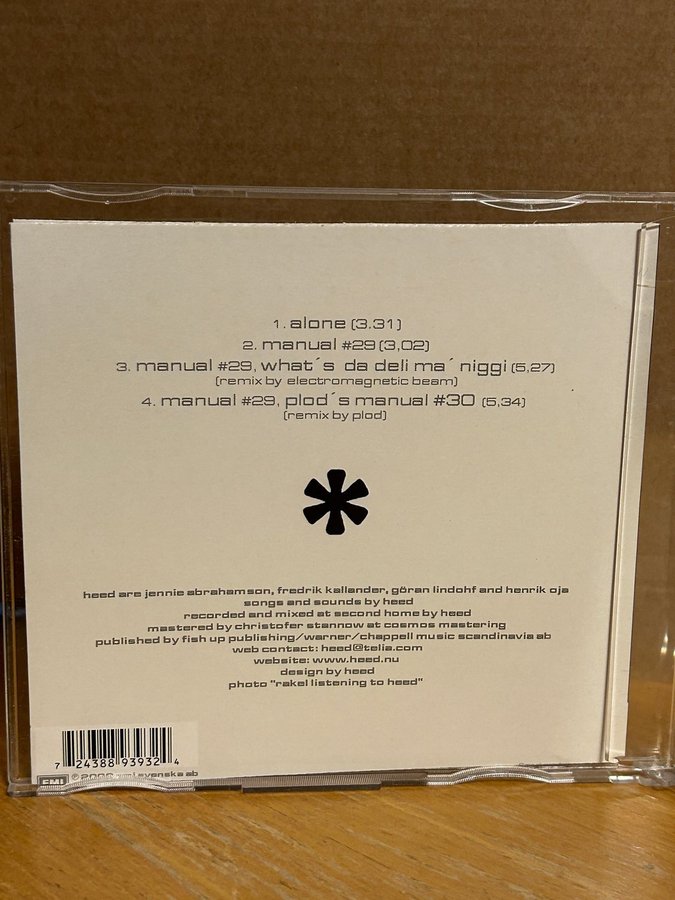 1. alone (3.31)
2. manual #29 (3,02)
3. manual #29, what´s da deli ma´ niggi (5,27)
(remix by electromagnetic beam)
4. manual #29, plod´s manual #30 (5,34)
(remix by plod)
heed are jennie abrahamson, fredrik kallander, göran lindohf and henrik oja
songs and sounds by heed
recorded and mixed at second home by heed
mastered by christofer stannow at cosmos mastering
published by fish up publishing/warner/chappell music scandinavia ab
web contact: heed@telia.com
website: www.heed.nu
design by heed
photo "rakel listening to heed"
7 24388 93932 4
EMI ℗ svenska ab